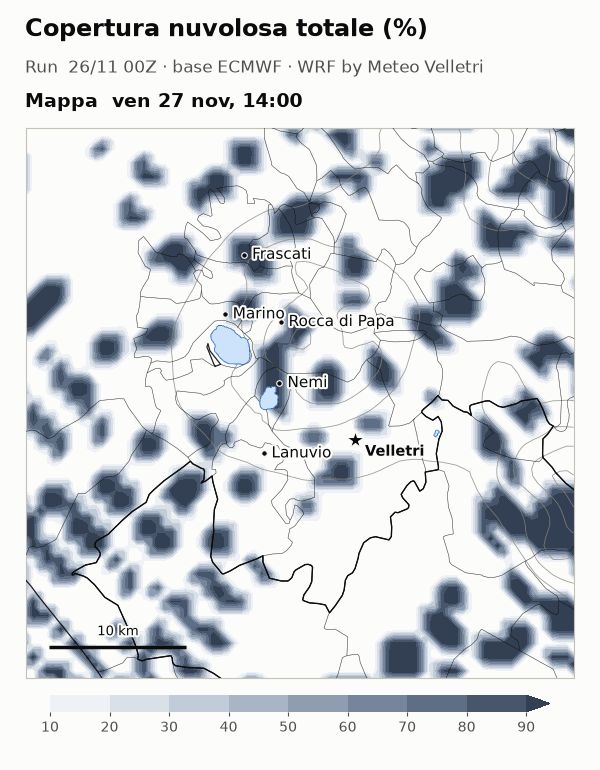 Copertura nuvolosa totale (%)
Run 26/11 00Z · base ECMWF · WRF by Meteo Velletri
Mappa ven 27 nov, 14:00
Frascati
Marino
Rocca di Papa
Nemi
Velletri
Lanuvio
10 km
10 20 30 40 50 60 70 80 90